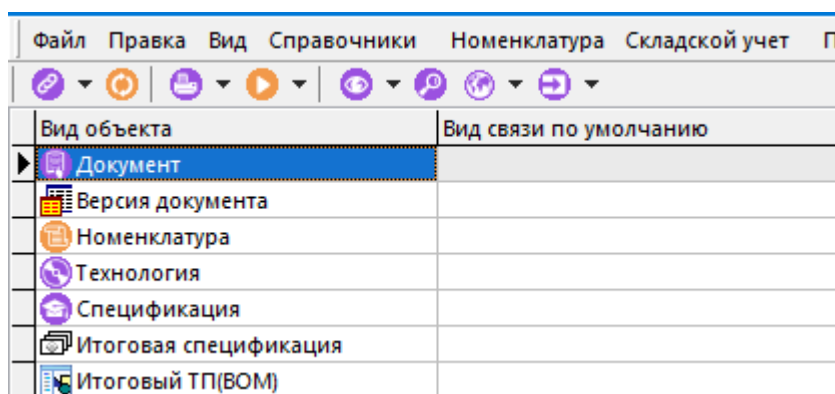 Файл Правка Вид Справочники Номенклатура Складской учет
Вид объекта Вид связи по умолчанию
Документ
Версия документа
Номенклатура
Технология
Спецификация
Итоговая спецификация
Итоговый ТП(BOM)